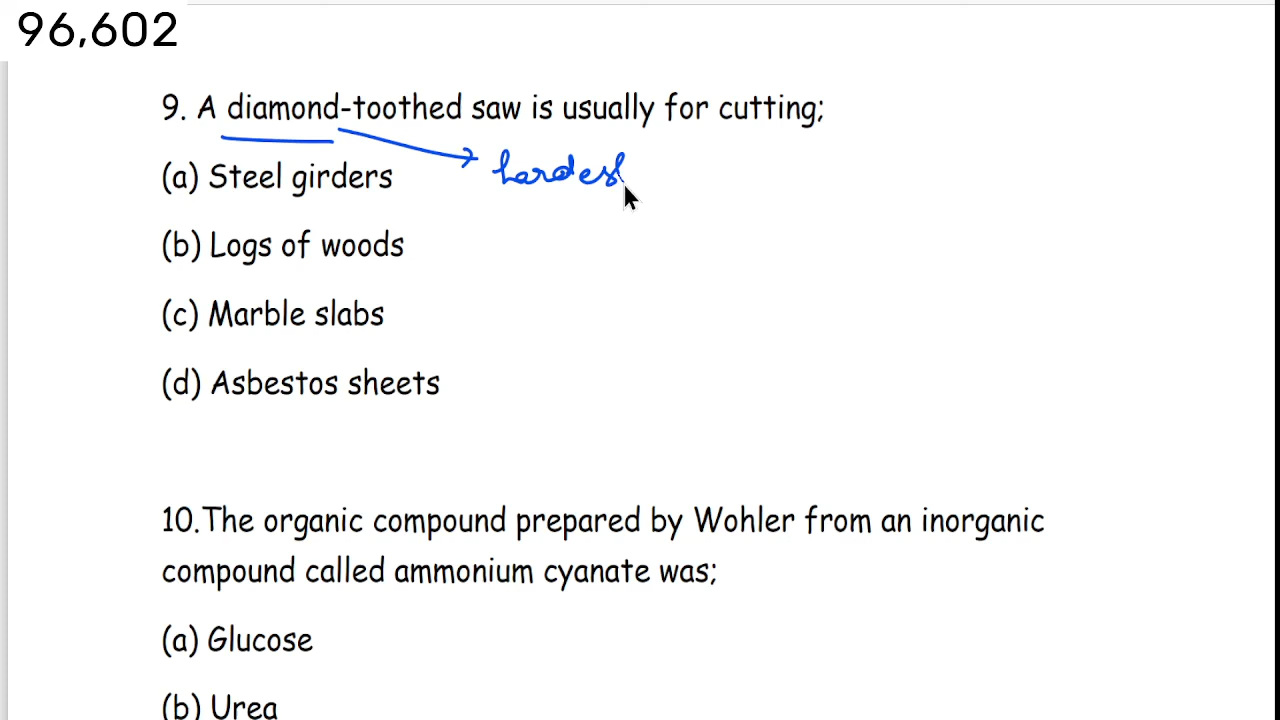 96,602
9. A diamond-toothed saw is usually for cutting;
(a) Steel girders
hardest
(b) Logs of woods
(c) Marble slabs
(d) Asbestos sheets
10.The organic compound prepared by Wohler from an inorganic
compound called ammonium cyanate was;
(a) Glucose
(b) Urea